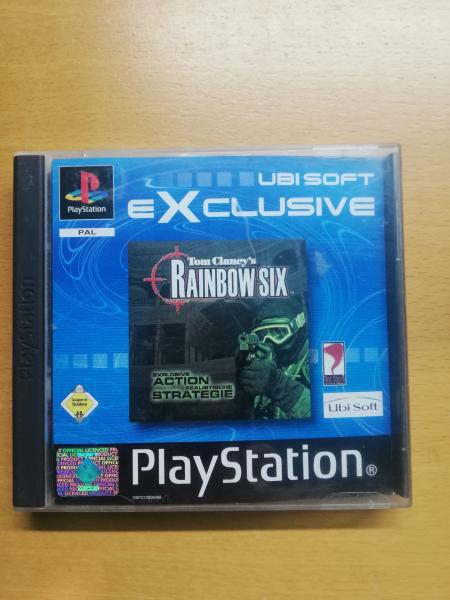 UBI SOFT
EXCLUSIVE
PlayStation
PAL
PlayStation
Tom Clancy's
RAINBOW SIX
EXPLOSIVE
ACTION
REALISTISCHE
STRATEGIE
Ubi Soft
PlayStation®